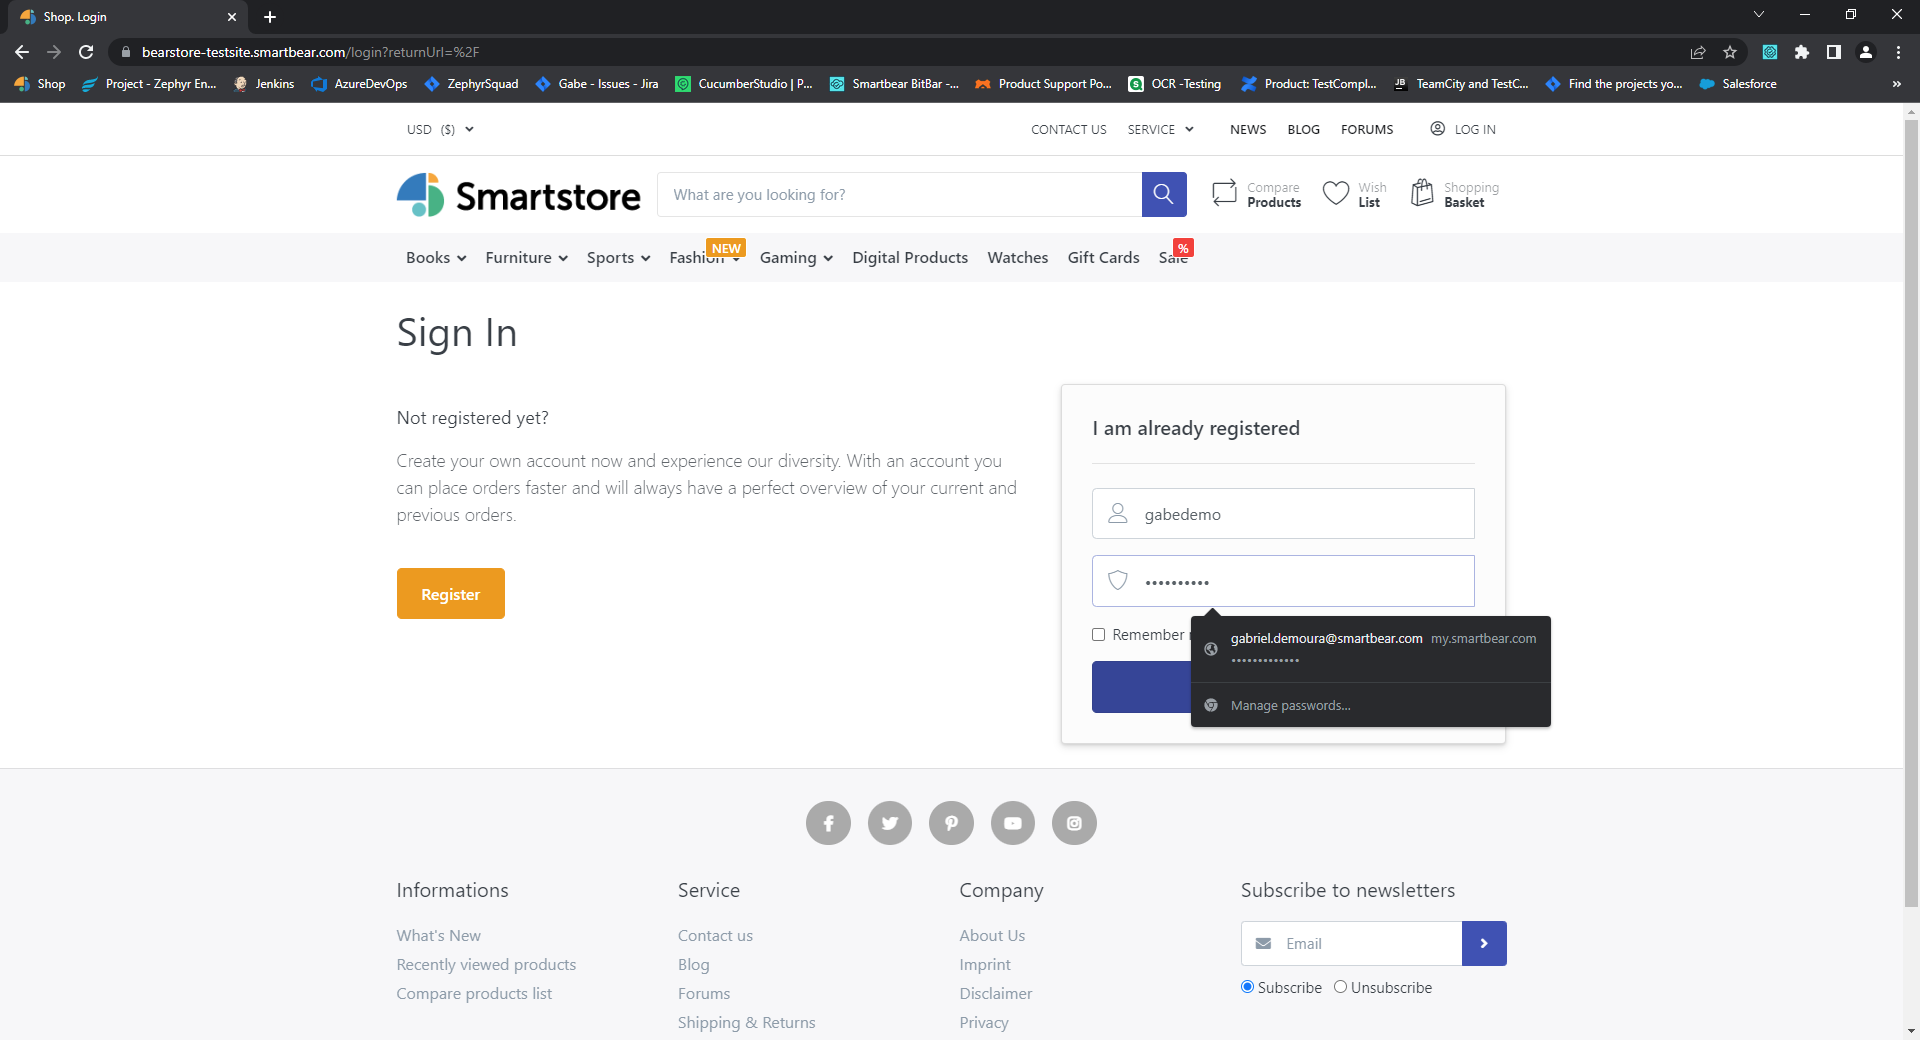 Shop. Login
bearstore-testsite.smartbear.com/login?returnUrl=%2F
Shop Project - Zephyr En... Jenkins AzureDevOps ZephyrSquad Gabe - Issues - Jira CucumberStudio | P... Smartbear BitBar -... Product Support Po... OCR -Testing Product: TestCompl... TeamCity and TestC... Find the projects yo... Salesforce »
USD ($) CONTACT US SERVICE NEWS BLOG FORUMS LOG IN
Smartstore What are you looking for? Compare Products Wish List Shopping Basket
Books Furniture Sports Fashion NEW Gaming Digital Products Watches Gift Cards Sale %
Sign In
Not registered yet?
Create your own account now and experience our diversity. With an account you
can place orders faster and will always have a perfect overview of your current and
previous orders.
Register
I am already registered
gabedemo
••••••••••
Remember
gabriel.demoura@smartbear.com my.smartbear.com
•••••••••••••
Manage passwords...
Informations
What's New
Recently viewed products
Compare products list
Service
Contact us
Blog
Forums
Shipping & Returns
Company
About Us
Imprint
Disclaimer
Privacy
Subscribe to newsletters
Email
Subscribe Unsubscribe